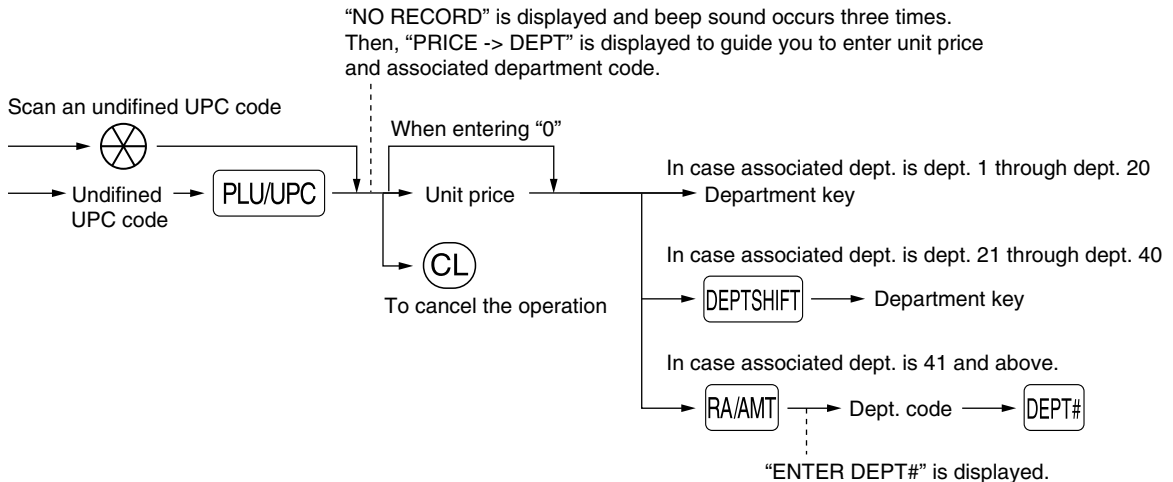 “NO RECORD” is displayed and beep sound occurs three times.
Then, “PRICE -> DEPT” is displayed to guide you to enter unit price
and associated department code.
Scan an undifined UPC code
When entering “0”
Undifined
UPC code
PLU/UPC
Unit price
CL
To cancel the operation
In case associated dept. is dept. 1 through dept. 20
Department key
In case associated dept. is dept. 21 through dept. 40
DEPTSHIFT
Department key
In case associated dept. is 41 and above.
RA/AMT
Dept. code
DEPT#
“ENTER DEPT#” is displayed.